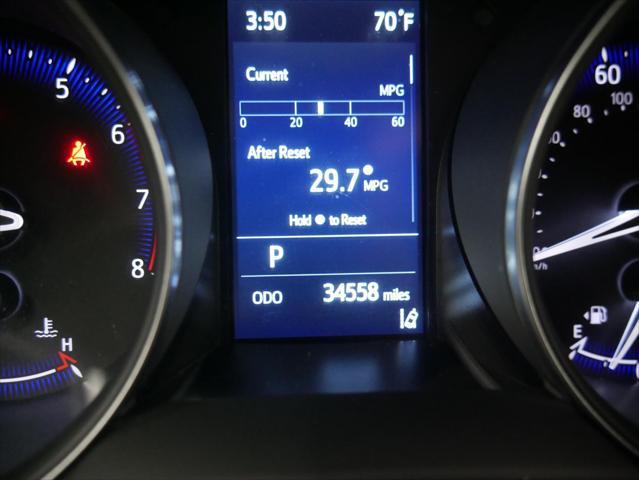 3:50 70°F
Current
MPG
0 20 40 60
After Reset
29.7 MPG
Hold to Reset
P
ODO 34558 miles
5
6
7
8
H
60
80 100
E